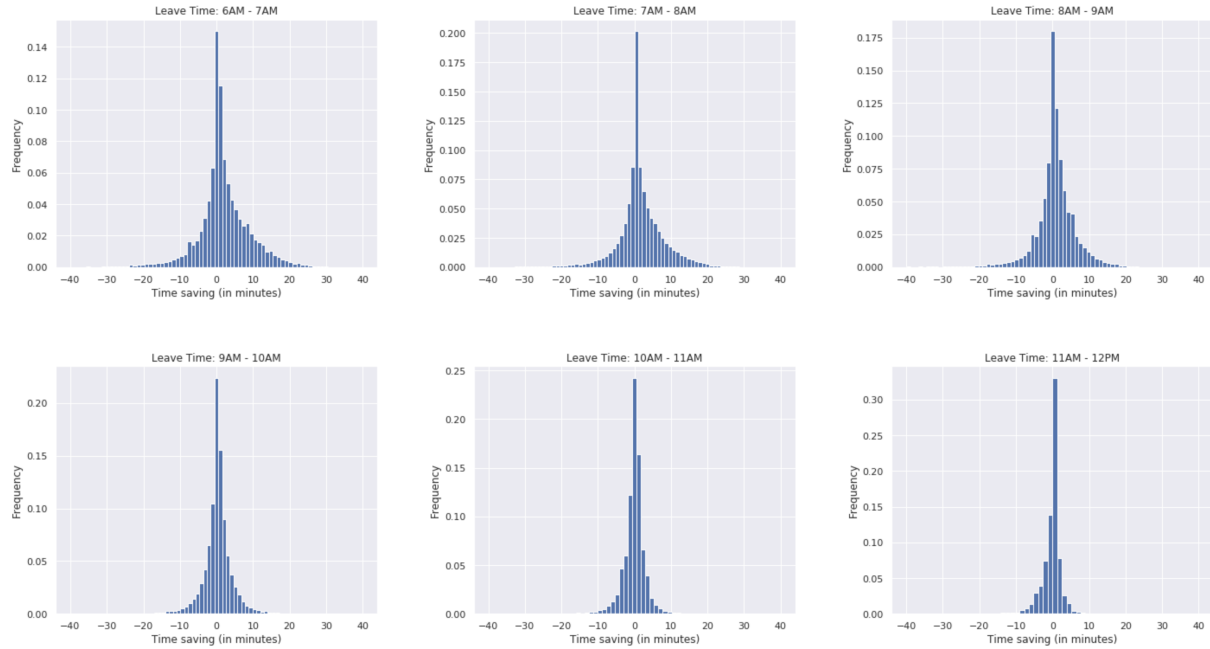 Leave Time: 6AM - 7AM
0.14
0.12
0.10
0.08
0.06
0.04
0.02
0.00
Frequency
−40 −30 −20 −10 0 10 20 30 40
Time saving (in minutes)
Leave Time: 7AM - 8AM
0.200
0.175
0.150
0.125
0.100
0.075
0.050
0.025
0.000
Frequency
−40 −30 −20 −10 0 10 20 30 40
Time saving (in minutes)
Leave Time: 8AM - 9AM
0.175
0.150
0.125
0.100
0.075
0.050
0.025
0.000
Frequency
−40 −30 −20 −10 0 10 20 30 40
Time saving (in minutes)
Leave Time: 9AM - 10AM
0.20
0.15
0.10
0.05
0.00
Frequency
−40 −30 −20 −10 0 10 20 30 40
Time saving (in minutes)
Leave Time: 10AM - 11AM
0.25
0.20
0.15
0.10
0.05
0.00
Frequency
−40 −30 −20 −10 0 10 20 30 40
Time saving (in minutes)
Leave Time: 11AM - 12PM
0.30
0.25
0.20
0.15
0.10
0.05
0.00
Frequency
−40 −30 −20 −10 0 10 20 30 40
Time saving (in minutes)